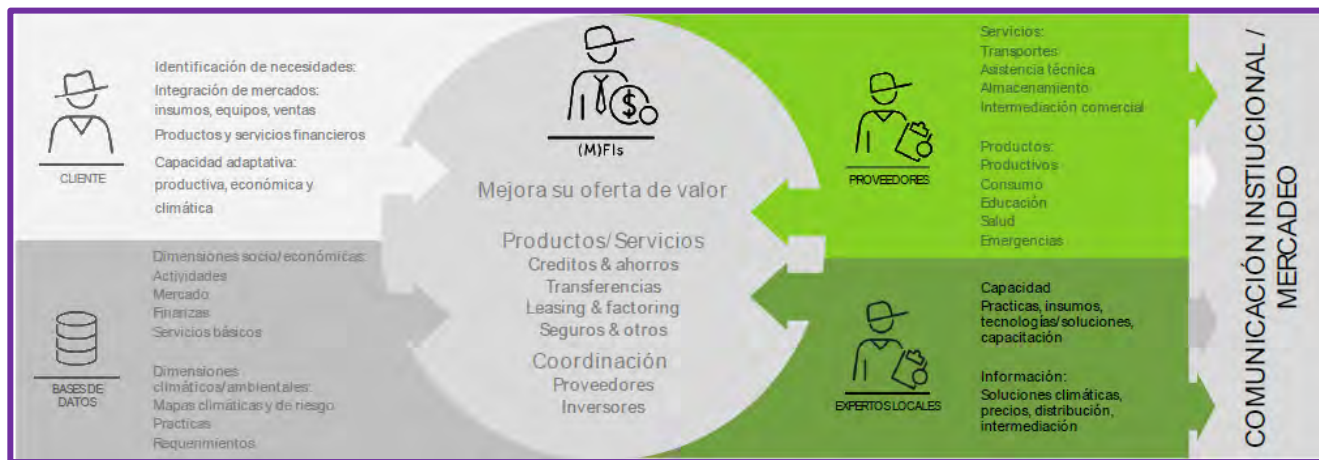 CLIENTE
Identificación de necesidades:
Integración de mercados:
insumos, equipos, ventas
Productos y servicios financieros
Capacidad adaptativa:
productiva, económica y
climática
BASES DE
DATOS
Dimensiones socio/económicas:
Actividades
Mercado
Finanzas
Servicios básicos
Dimensiones
climáticos/ambientales:
Mapas climáticas y de riesgo
Practicas
Requerimientos
$
(M)FIs
Mejora su oferta de valor
Productos/Servicios
Creditos & ahorros
Transferencias
Leasing & factoring
Seguros & otros
Coordinación
Proveedores
Inversores
PROVEEDORES
Servicios:
Transportes
Asistencia técnica
Almacenamiento
Intermediación comercial
Productos:
Productivos
Consumo
Educación
Salud
Emergencias
EXPERTOS LOCALES
Capacidad
Practicas, insumos,
tecnologías/soluciones,
capacitación
Información:
Soluciones climáticas,
precios, distribución,
intermediación
COMUNICACIÓN INSTITUCIONAL /
MERCADEO